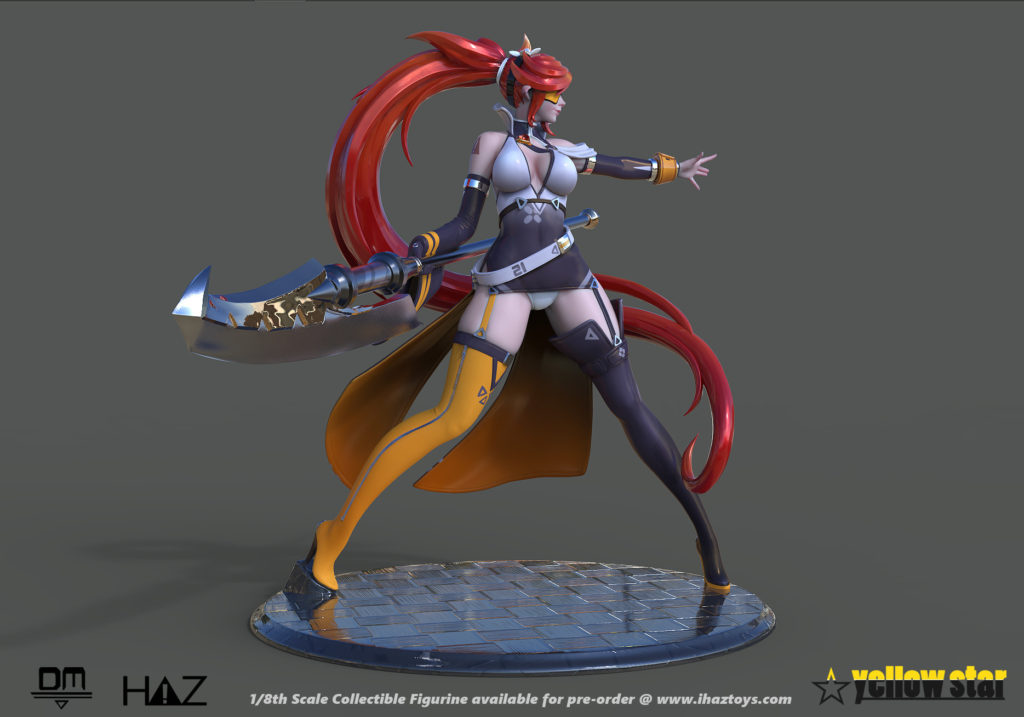 21
DM
HAZ
1/8th Scale Collectible Figurine available for pre-order @ www.ihaztoys.com
yellow star